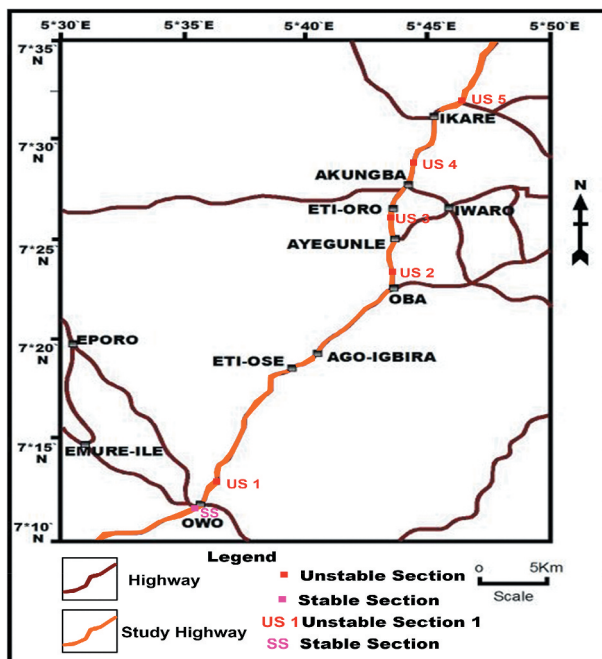 5°30' 5°35' 5°40' 5°45' 5°50'
7°35'
N
US 5
IKARE
7°30'
N
US 4
AKUNGBA
N
ETI-ORO
IWARO
US 3
7°25'
N
AYEGUNLE
US 2
OBA
7°20'
N
EPORO
ETI-OSE
AGO-IGBIRA
7°15'
N
EMURE-ILE
US 1
SS
OWO
7°10'
N
Legend
Highway
Unstable Section
0 5Km
Scale
Stable Section
Study Highway
US 1 Unstable Section 1
SS Stable Section